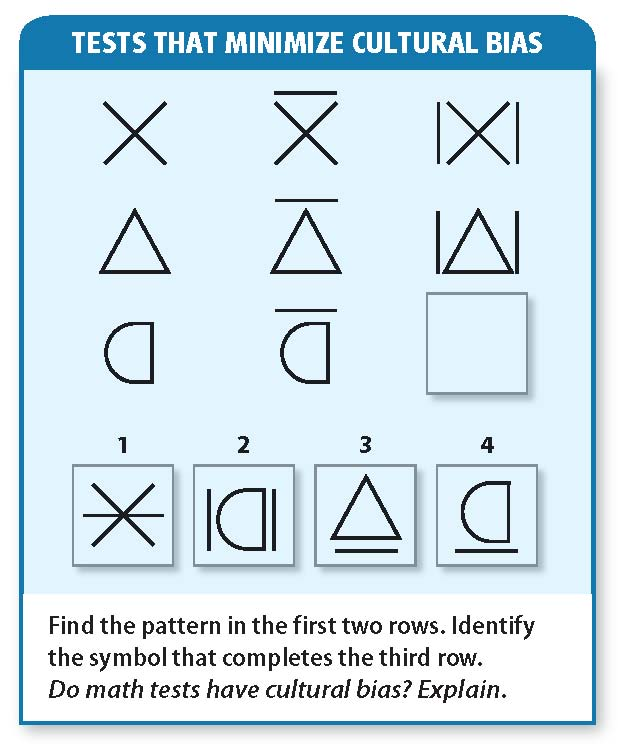 TESTS THAT MINIMIZE CULTURAL BIAS
1 2 3 4
Find the pattern in the first two rows. Identify
the symbol that completes the third row.
Do math tests have cultural bias? Explain.